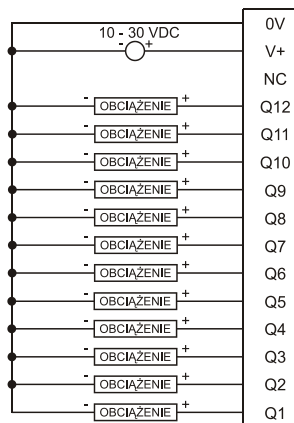 0V
10 - 30 VDC
- + V+
NC
- OBCIĄŻENIE + Q12
- OBCIĄŻENIE + Q11
- OBCIĄŻENIE + Q10
- OBCIĄŻENIE + Q9
- OBCIĄŻENIE + Q8
- OBCIĄŻENIE + Q7
- OBCIĄŻENIE + Q6
- OBCIĄŻENIE + Q5
- OBCIĄŻENIE + Q4
- OBCIĄŻENIE + Q3
- OBCIĄŻENIE + Q2
- OBCIĄŻENIE + Q1